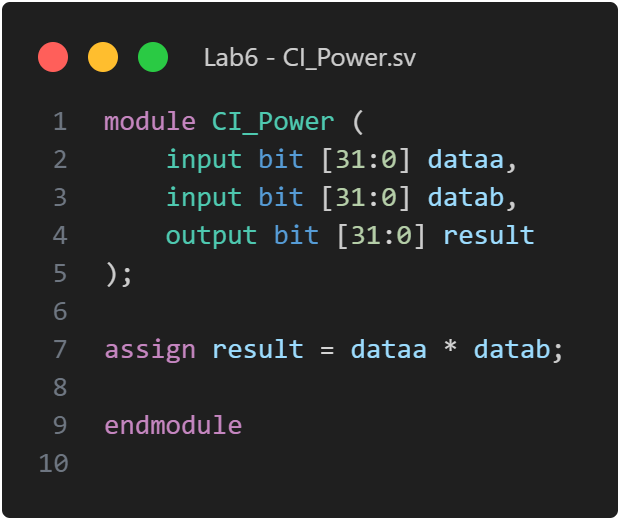 Lab6 - CI_Power.sv
1 module CI_Power (
2     input bit [31:0] dataa,
3     input bit [31:0] datab,
4     output bit [31:0] result
5 );
6
7 assign result = dataa * datab;
8
9 endmodule
10